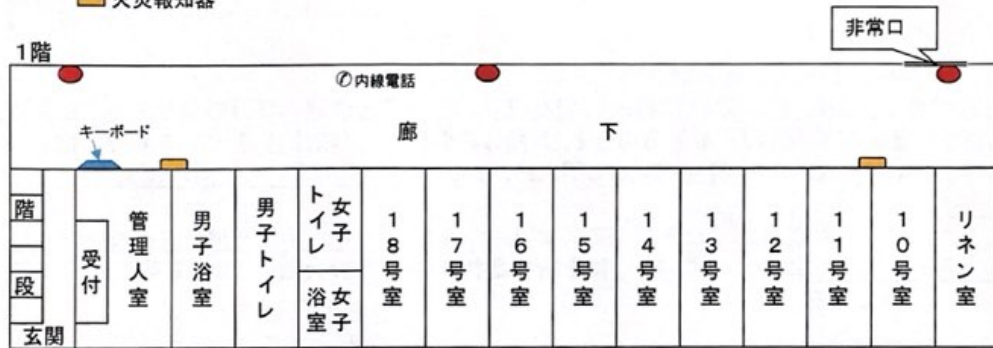 火災報知器
非常口
1階
内線電話
キーボード
廊下
階段
玄関
受付
管理人室
男子浴室
男子トイレ
女子トイレ
女子浴室
18号室
17号室
16号室
15号室
14号室
13号室
12号室
11号室
10号室
リネン室